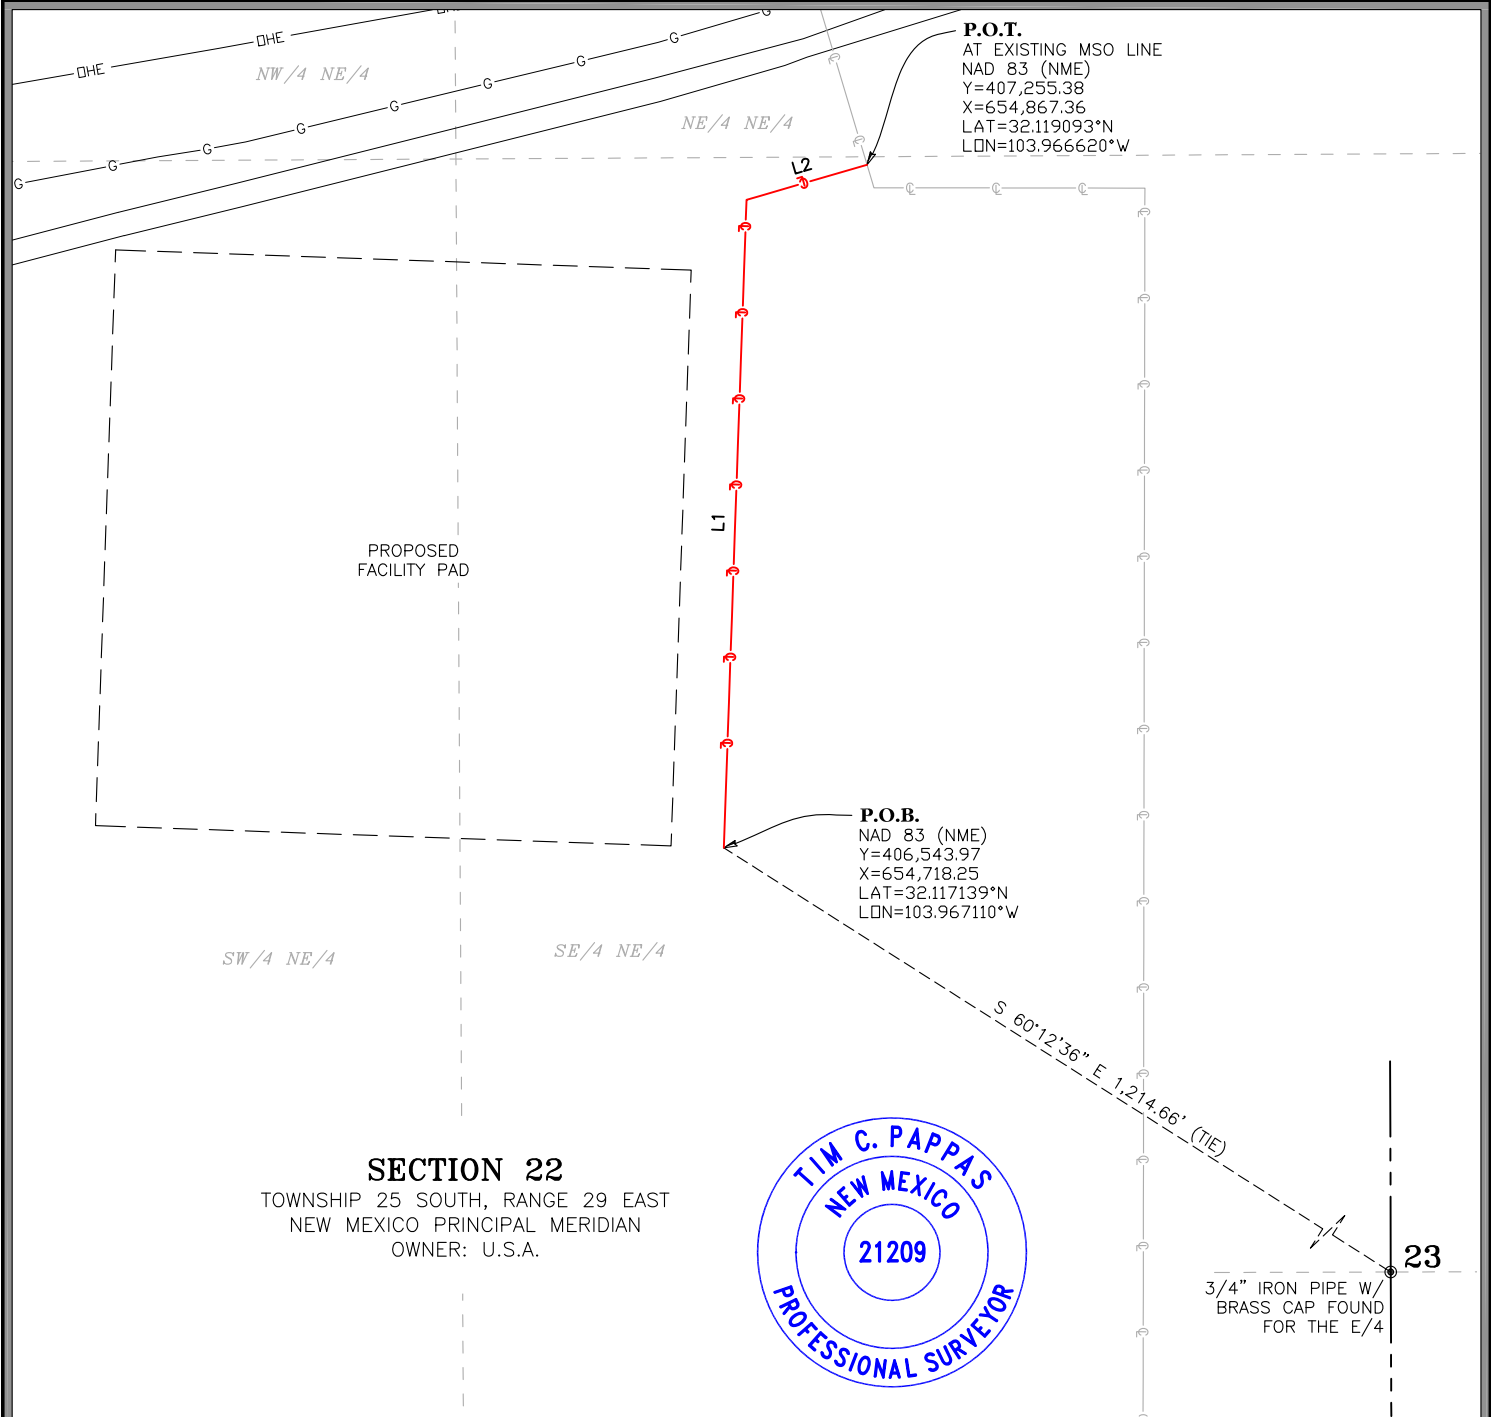 OHE
OHE
NW/4 NE/4
G
G
G
G
G
G
G
G
G
NE/4 NE/4
P.O.T.
AT EXISTING MSO LINE
NAD 83 (NME)
Y=407,255.38
X=654,867.36
LAT=32.119093°N
LON=103.966620°W
L2
L1
PROPOSED
FACILITY PAD
P.O.B.
NAD 83 (NME)
Y=406,543.97
X=654,718.25
LAT=32.117139°N
LON=103.967110°W
SW/4 NE/4
SE/4 NE/4
S 60°12'36" E 1,214.66' (TIE)
SECTION 22
TOWNSHIP 25 SOUTH, RANGE 29 EAST
NEW MEXICO PRINCIPAL MERIDIAN
OWNER: U.S.A.
TIM C. PAPPAS
NEW MEXICO
21209
PROFESSIONAL SURVEYOR
23
3/4" IRON PIPE W/
BRASS CAP FOUND
FOR THE E/4